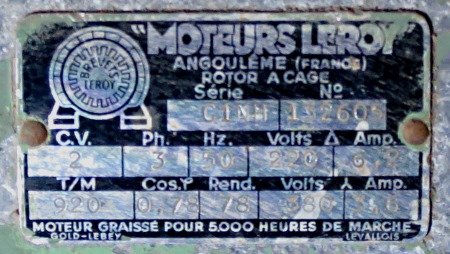 "MOTEURS LEROY"
BREVETS
LEROY
ANGOULÊME (FRANCE)
ROTOR A CAGE
Série Nº
C.V. Ph. Hz. Volts Δ Amp.
2 3 50 220
T/M Cos.φ Rend. Volts ⅄ Amp.
920 0,78 78 380
MOTEUR GRAISSÉ POUR 5.000 HEURES DE MARCHE
GOLD-LEBEY LEVALLOIS